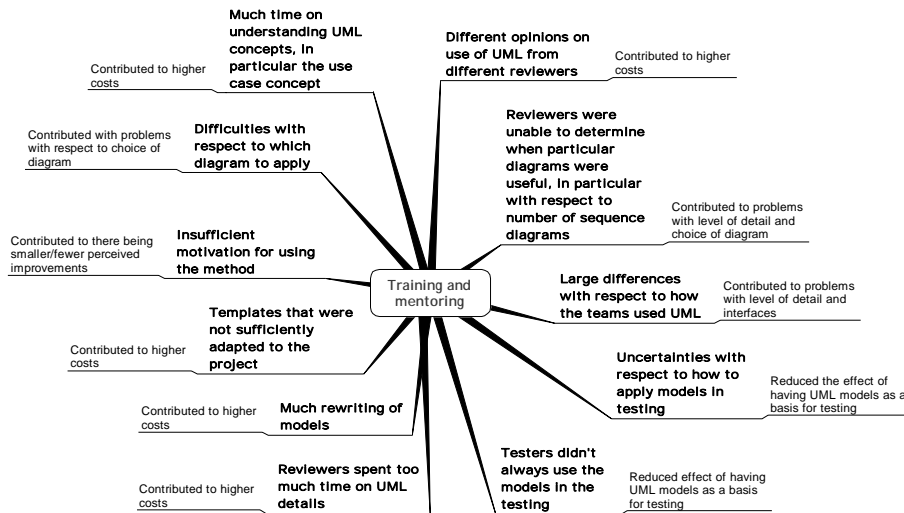 Much time on
understanding UML
concepts, in
particular the use
case concept
Contributed to higher
costs
Different opinions on
use of UML from
different reviewers
Contributed to higher
costs
Difficulties with
respect to which
diagram to apply
Contributed with problems
with respect to choice of
diagram
Reviewers were
unable to determine
when particular
diagrams were
useful, in particular
with respect to
number of sequence
diagrams
Contributed to problems
with level of detail and
choice of diagram
Insufficient
motivation for using
the method
Contributed to there being
smaller/fewer perceived
improvements
Training and
mentoring
Large differences
with respect to how
the teams used UML
Contributed to problems
with level of detail and
interfaces
Templates that were
not sufficiently
adapted to the
project
Contributed to higher
costs
Uncertainties with
respect to how to
apply models in
testing
Reduced the effect of
having UML models as a
basis for testing
Much rewriting of
models
Contributed to higher
costs
Reviewers spent too
much time on UML
details
Contributed to higher
costs
Testers didn't
always use the
models in the
testing
Reduced effect of having
UML models as a basis
for testing